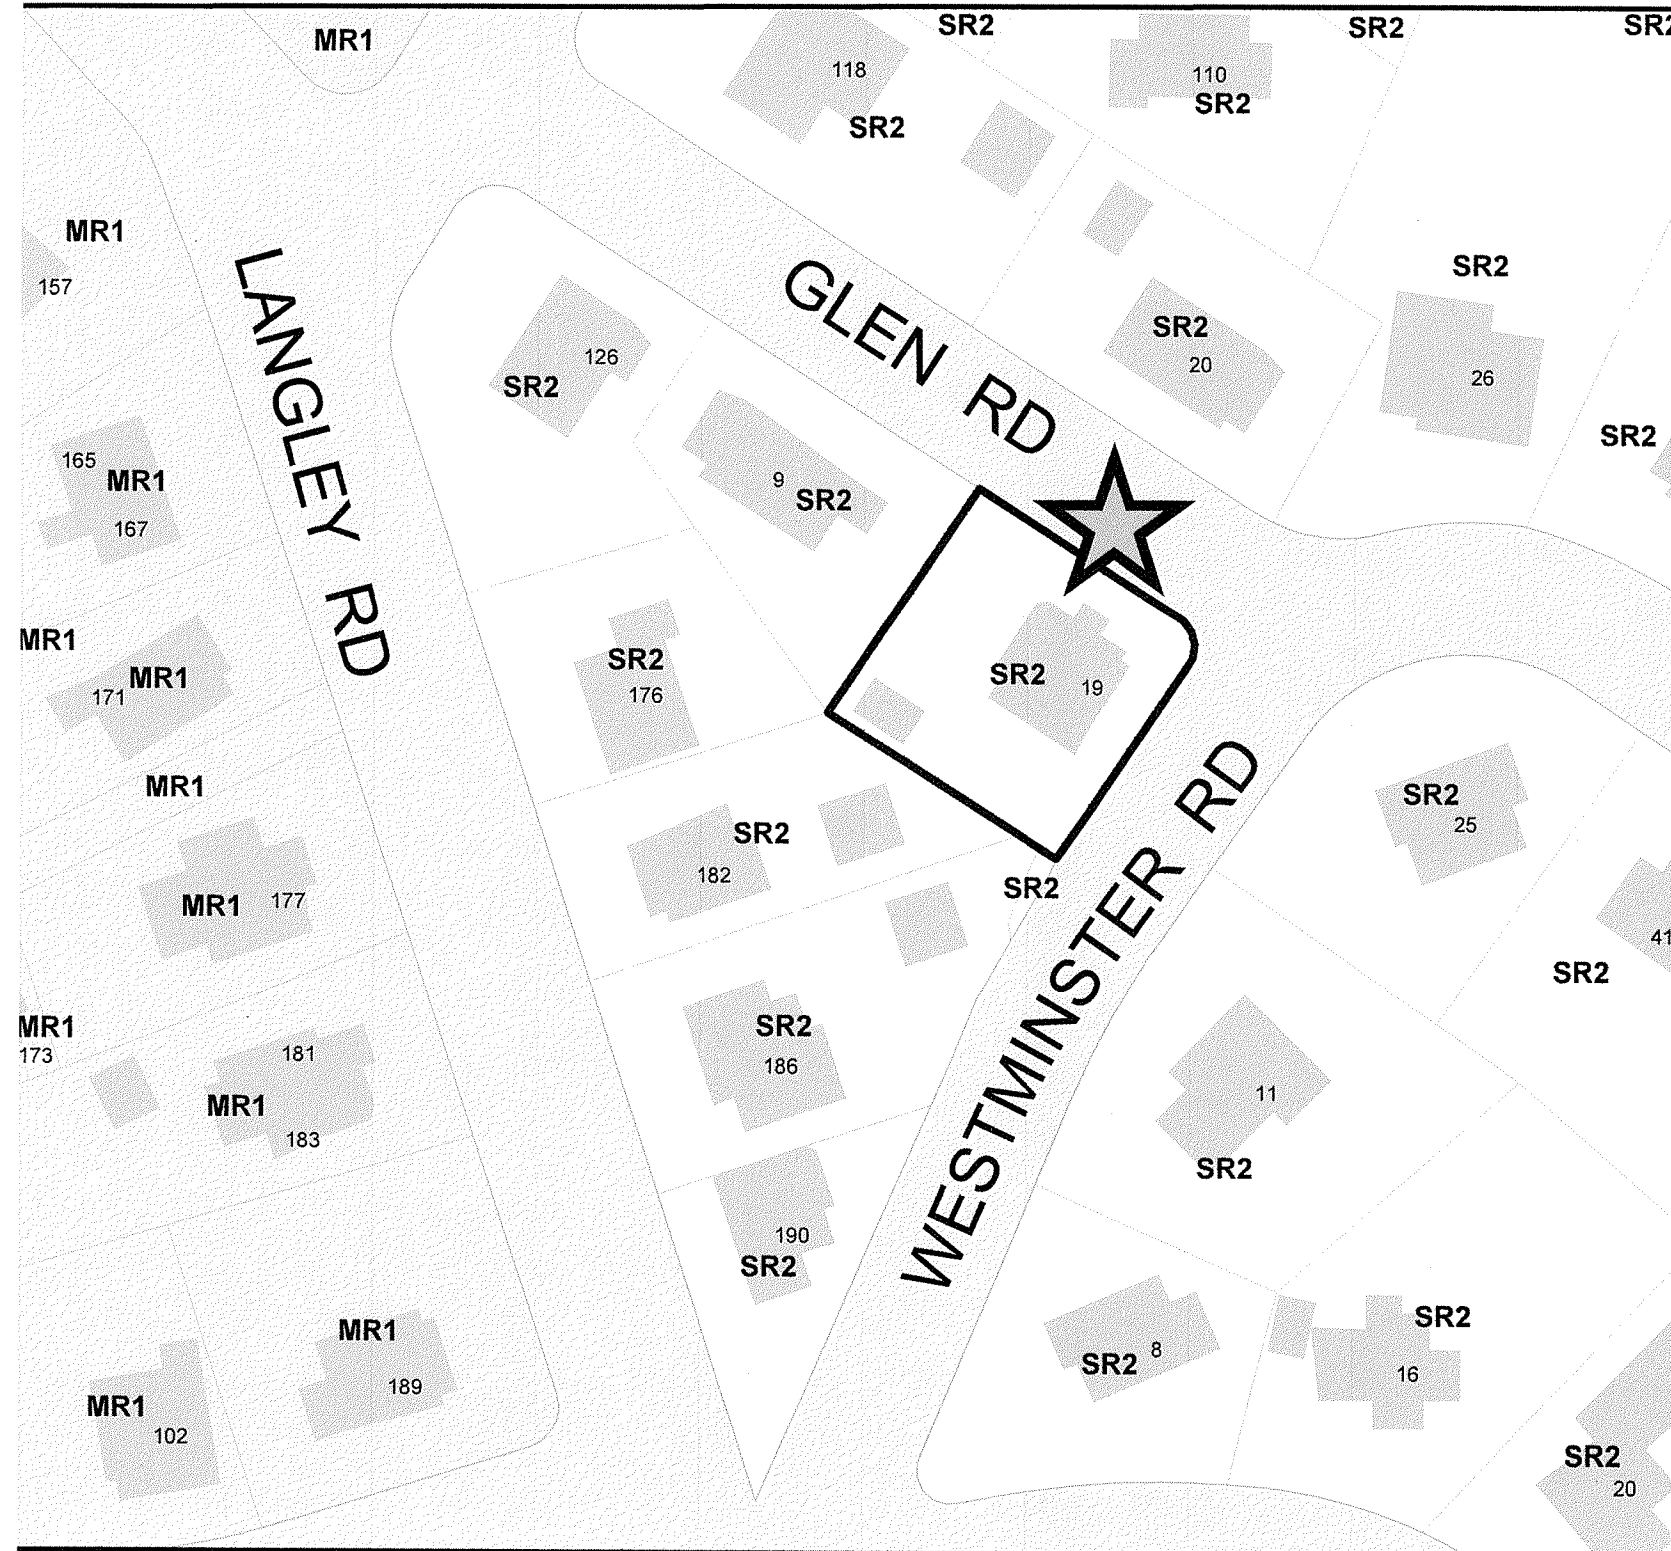 SR2
SR2
SR2
MR1
118
110
SR2
SR2
MR1
157
LANGLEY RD
GLEN RD
SR2
SR2
20
126
SR2
26
SR2
165
MR1
167
9
SR2
MR1
171
MR1
SR2
176
SR2
19
WESTMINSTER RD
MR1
SR2
25
SR2
182
SR2
MR1
177
41
SR2
MR1
173
181
MR1
183
SR2
186
11
SR2
190
SR2
MR1
189
MR1
102
SR2
8
SR2
16
SR2
20